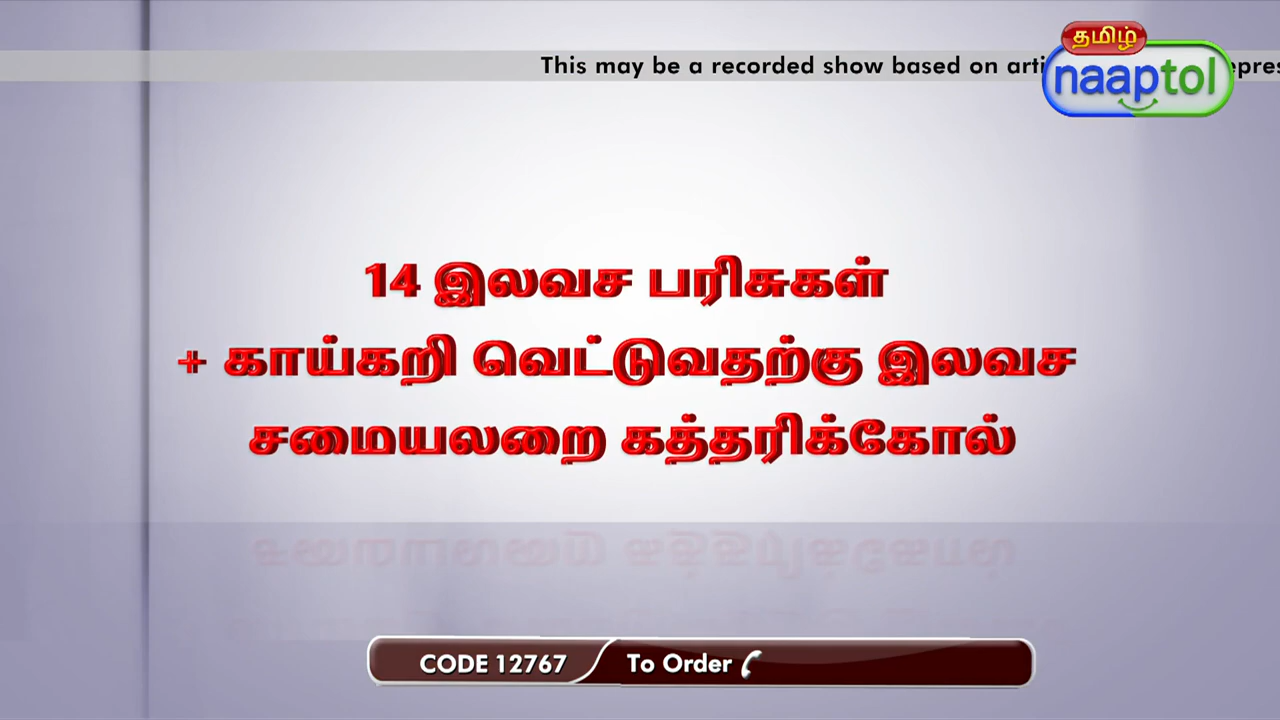 This may be a recorded show based on arti
தமிழ்
naaptol
14 இலவச பரிசுகள்
+ காய்கறி வெட்டுவதற்கு இலவச
சமையலறை கத்தரிக்கோல்
CODE 12767 To Order